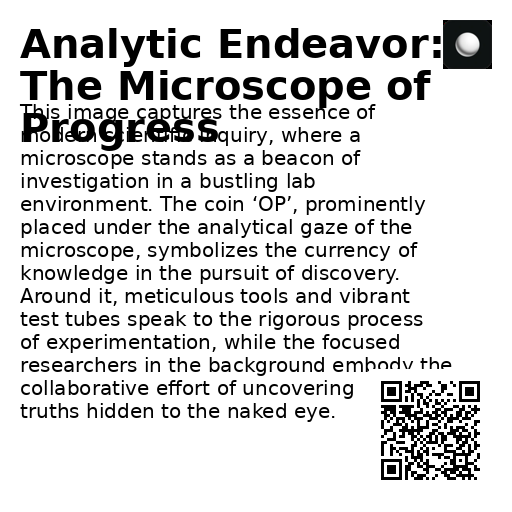 Analytic Endeavor:
The Microscope of
Progress
This image captures the essence of
modern scientific inquiry, where a
microscope stands as a beacon of
investigation in a bustling lab
environment. The coin ‘OP’, prominently
placed under the analytical gaze of the
microscope, symbolizes the currency of
knowledge in the pursuit of discovery.
Around it, meticulous tools and vibrant
test tubes speak to the rigorous process
of experimentation, while the focused
researchers in the background embody the
collaborative effort of uncovering
truths hidden to the naked eye.